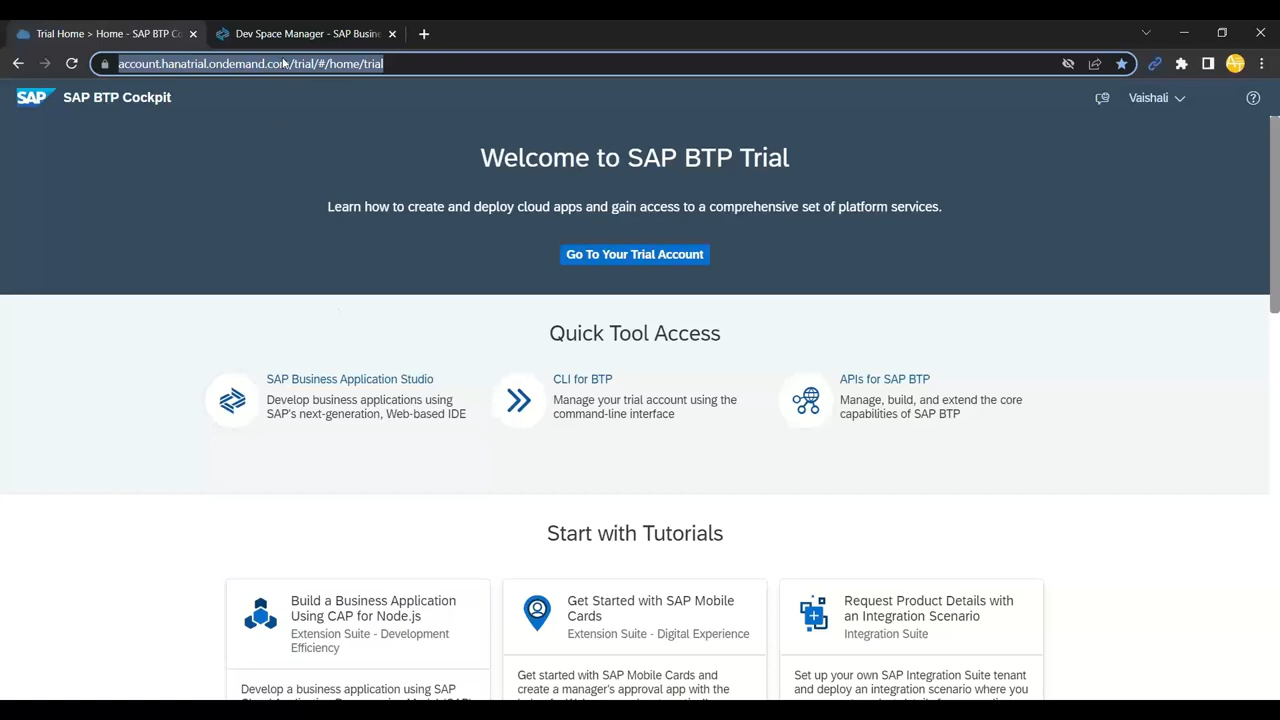 Trial Home > Home - SAP BTP Co
Dev Space Manager - SAP Busine
account.hanatrial.ondemand.com/trial/#/home/trial
SAP
SAP BTP Cockpit
Vaishali
Welcome to SAP BTP Trial
Learn how to create and deploy cloud apps and gain access to a comprehensive set of platform services.
Go To Your Trial Account
Quick Tool Access
SAP Business Application Studio
Develop business applications using
SAP's next-generation, Web-based IDE
CLI for BTP
Manage your trial account using the
command-line interface
APIs for SAP BTP
Manage, build, and extend the core
capabilities of SAP BTP
Start with Tutorials
Build a Business Application
Using CAP for Node.js
Extension Suite - Development
Efficiency
Develop a business application using SAP
Get Started with SAP Mobile
Cards
Extension Suite - Digital Experience
Get started with SAP Mobile Cards and
create a manager's approval app with the
Request Product Details with
an Integration Scenario
Integration Suite
Set up your own SAP Integration Suite tenant
and deploy an integration scenario where you